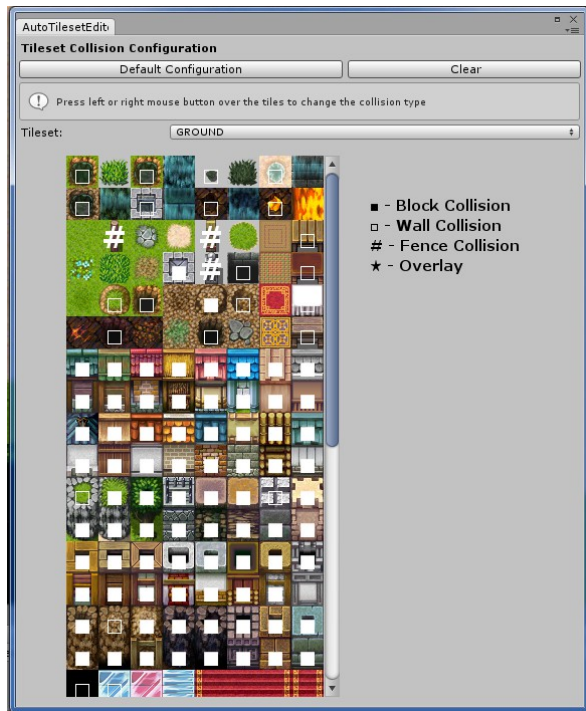 AutoTilesetEdito
Tileset Collision Configuration
Default Configuration
Clear
Press left or right mouse button over the tiles to change the collision type
Tileset:
GROUND
■ - Block Collision
□ - Wall Collision
# - Fence Collision
★ - Overlay